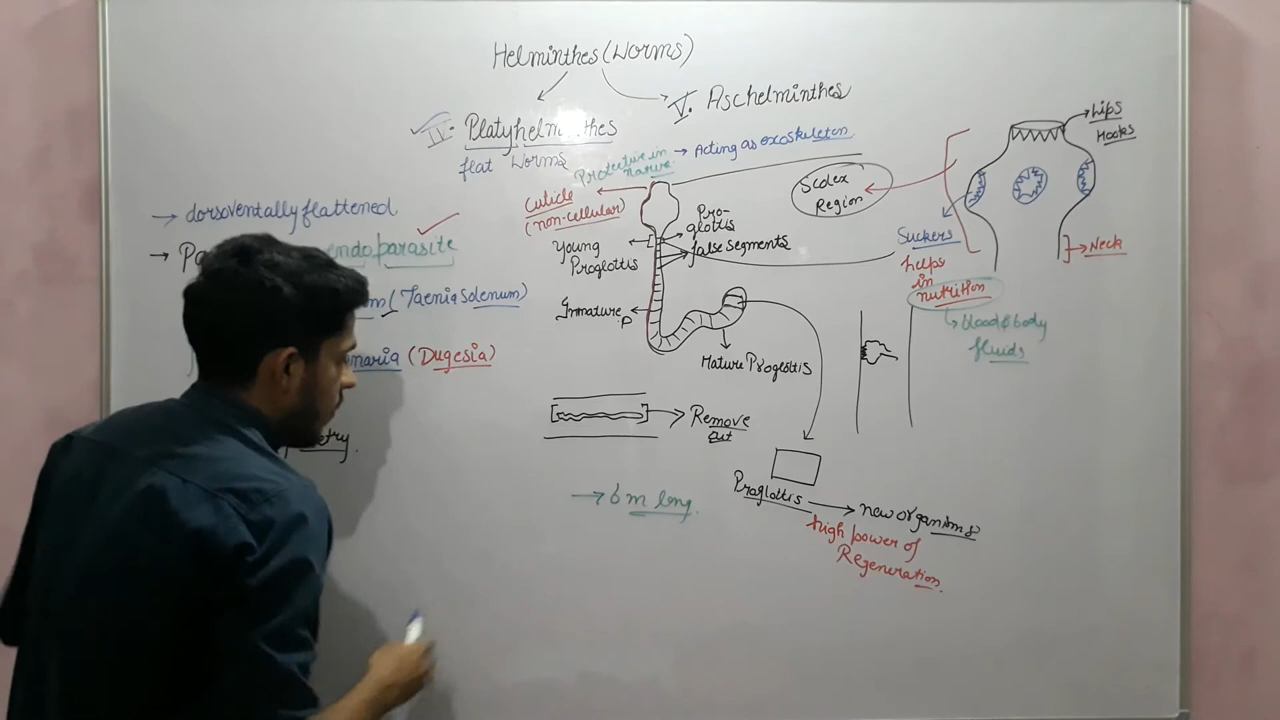 Helminthes (Worms)
IV. Platyhelminthes
V. Aschelminthes
flat Worms
Protective in nature
→ Acting as exoskeleton
→ dorsoventally flattened
→ endoparasite
(Taenia Solenum)
(Dugesia)
Cuticle
(non-cellular)
Pro-
glottis
Young
Proglottis
false segments
Immature P
Mature Proglottis
Scolex
Region
Lips
Hooks
Suckers
helps
in
nutrition
Neck
blood & body
fluids
Remove
out
→ 6 m long.
Proglottis → new organisms
high power of
Regeneration.